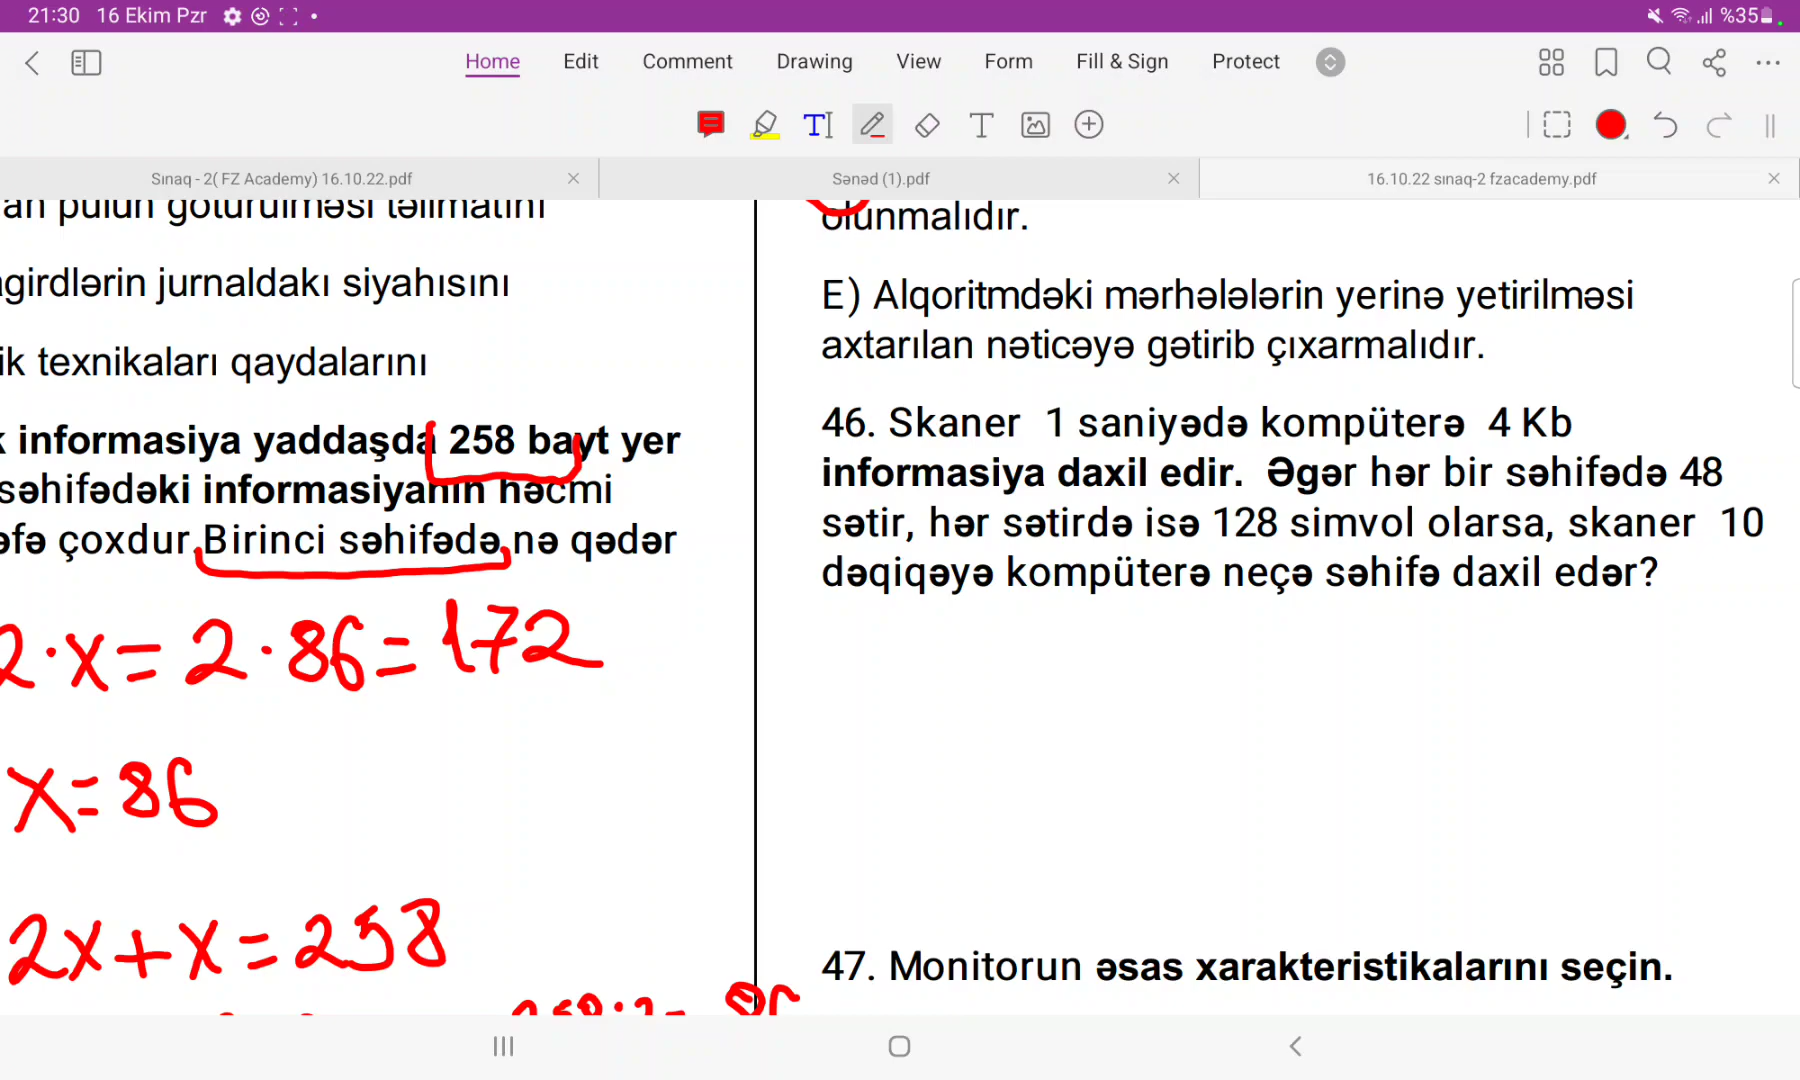 21:30 16 Ekim Pzr %35
Home Edit Comment Drawing View Form Fill & Sign Protect
Sınaq - 2( FZ Academy) 16.10.22.pdf
Sənəd (1).pdf
16.10.22 sınaq-2 fzacademy.pdf
an pulun götürülməsi təlimatını
agirdlərin jurnaldakı siyahısını
ik texnikaları qaydalarını
k informasiya yaddaşda 258 bayt yer
səhifədəki informasiyanın həcmi
əfə çoxdur.Birinci səhifədə nə qədər
2·x=2·86=172
x=86
2x+x=258
olunmalıdır.
E) Alqoritmdəki mərhələlərin yerinə yetirilməsi
axtarılan nəticəyə gətirib çıxarmalıdır.
46. Skaner 1 saniyədə kompüterə 4 Kb
informasiya daxil edir. Əgər hər bir səhifədə 48
sətir, hər sətirdə isə 128 simvol olarsa, skaner 10
dəqiqəyə kompüterə neçə səhifə daxil edər?
47. Monitorun əsas xarakteristikalarını seçin.